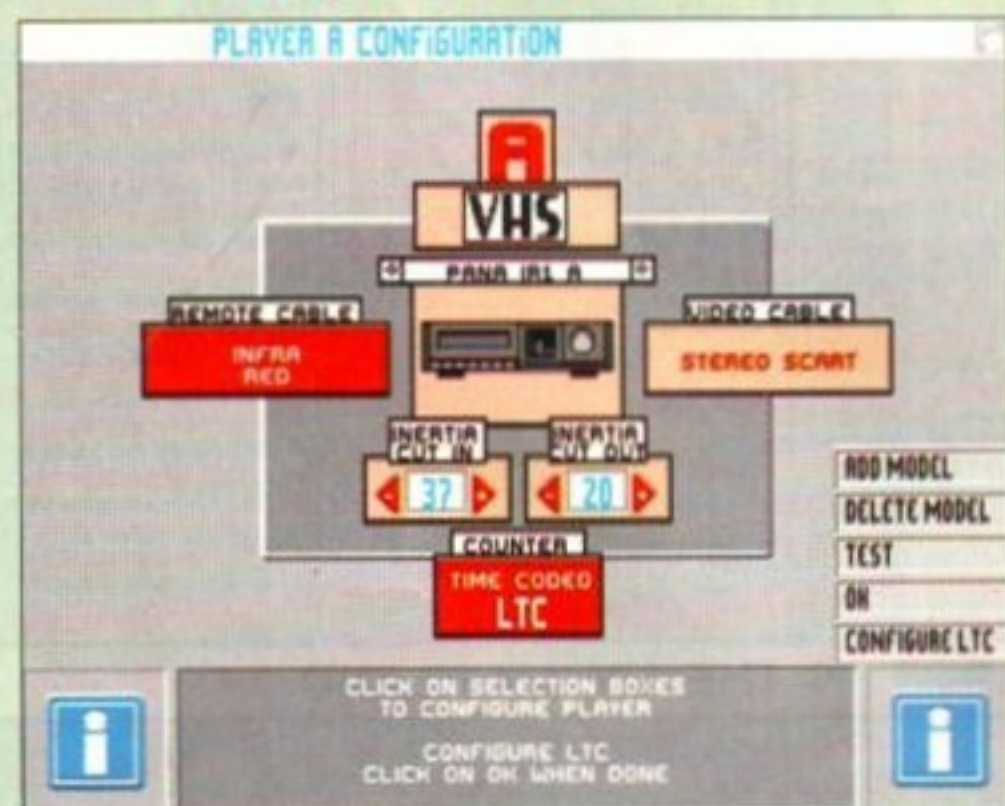 PLAYER A CONFIGURATION
A
VHS
PANA IR1 A
REMOTE CABLE
INFRA
RED
VIDEO CABLE
STEREO SCART
INERTIA
CUT IN
INERTIA
CUT OUT
37
20
COUNTER
TIME CODED
LTC
ADD MODEL
DELETE MODEL
TEST
OK
CONFIGURE LTC
i
CLICK ON SELECTION BOXES
TO CONFIGURE PLAYER
CONFIGURE LTC
CLICK ON OK WHEN DONE
i